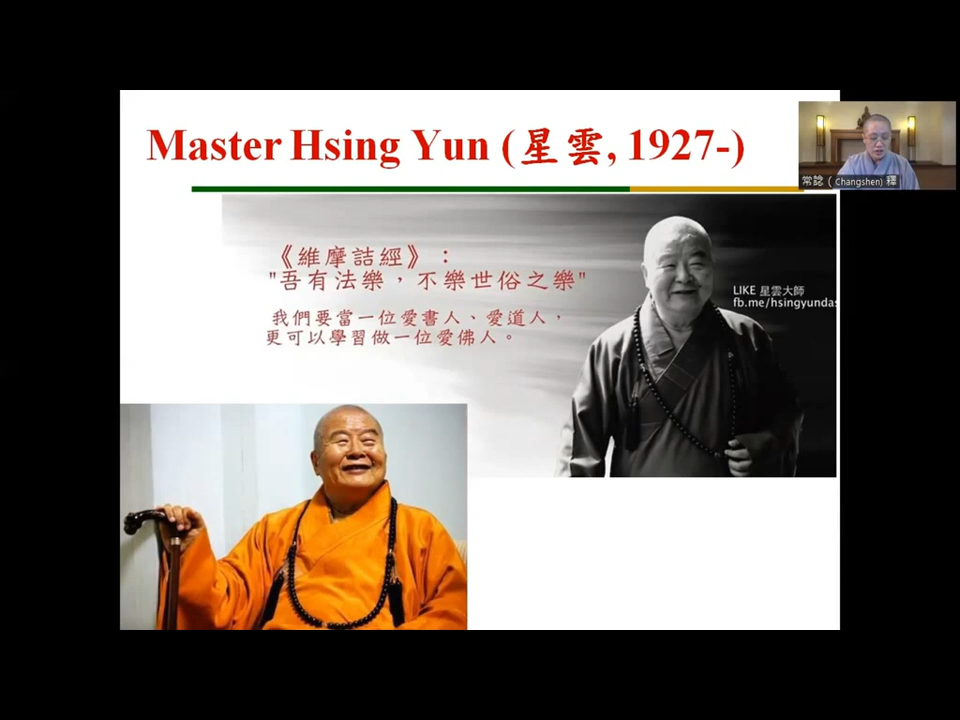 Master Hsing Yun (星雲, 1927-)
常諗（Changshen) 釋
《維摩詰經》：
"吾有法樂，不樂世俗之樂"
我們要當一位愛書人、愛道人，
更可以學習做一位愛佛人。
LIKE 星雲大師
fb.me/hsingyundas